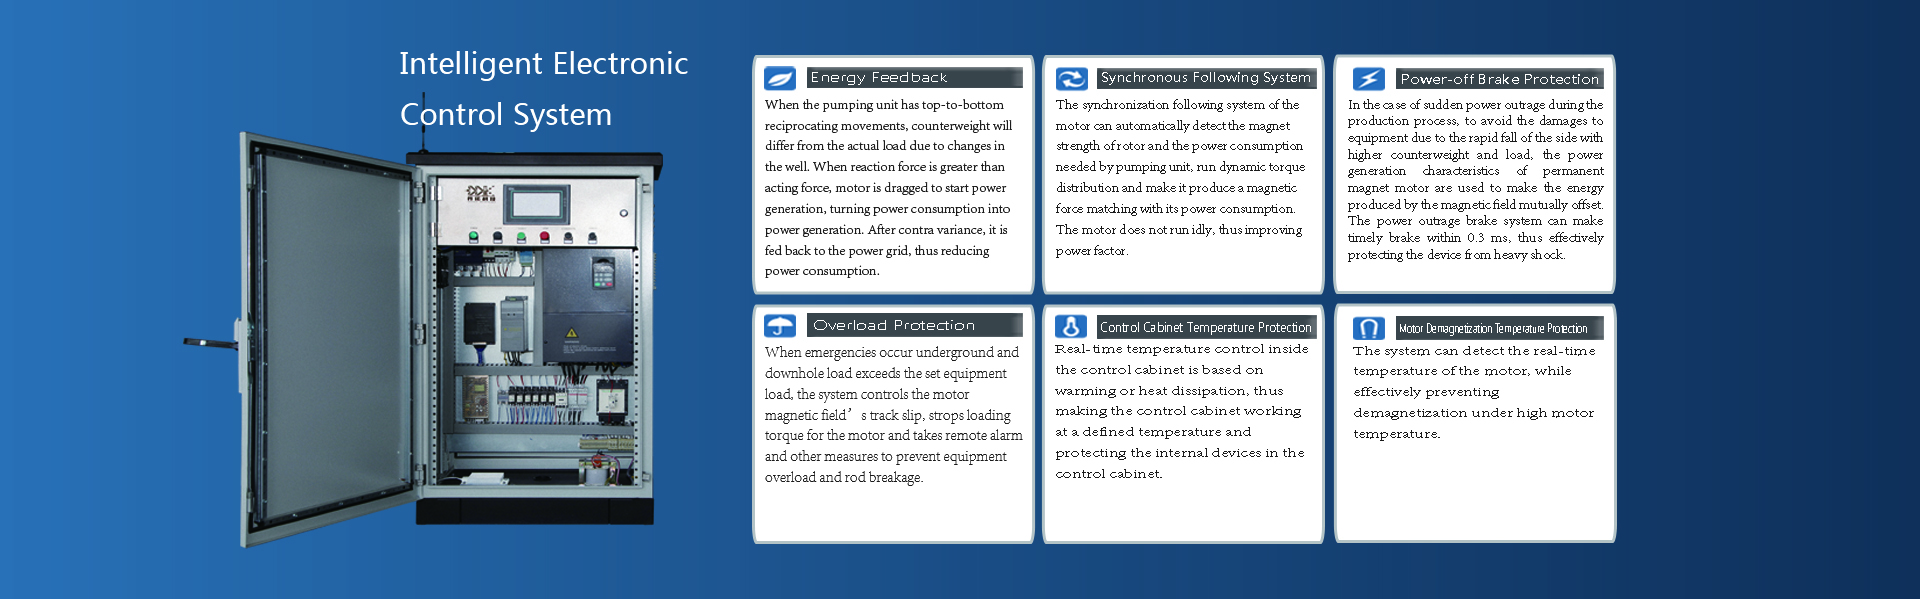 Intelligent Electronic
Control System
Energy Feedback
When the pumping unit has top-to-bottom
reciprocating movements, counterweight will
differ from the actual load due to changes in
the well. When reaction force is greater than
acting force, motor is dragged to start power
generation, turning power consumption into
power generation. After contra variance, it is
fed back to the power grid, thus reducing
power consumption.
Synchronous Following System
The synchronization following system of the
motor can automatically detect the magnet
strength of rotor and the power consumption
needed by pumping unit, run dynamic torque
distribution and make it produce a magnetic
force matching with its power consumption.
The motor does not run idly, thus improving
power factor.
Power-off Brake Protection
In the case of sudden power outrage during the
production process, to avoid the damages to
equipment due to the rapid fall of the side with
higher counterweight and load, the power
generation characteristics of permanent
magnet motor are used to make the energy
produced by the magnetic field mutually offset.
The power outrage brake system can make
timely brake within 0.3 ms, thus effectively
protecting the device from heavy shock.
Overload Protection
When emergencies occur underground and
downhole load exceeds the set equipment
load, the system controls the motor
magnetic field’ s track slip, strops loading
torque for the motor and takes remote alarm
and other measures to prevent equipment
overload and rod breakage.
Control Cabinet Temperature Protection
Real-time temperature control inside
the control cabinet is based on
warming or heat dissipation, thus
making the control cabinet working
at a defined temperature and
protecting the internal devices in the
control cabinet.
Motor Demagnetization Temperature Protection
The system can detect the real-time
temperature of the motor, while
effectively preventing
demagnetization under high motor
temperature.